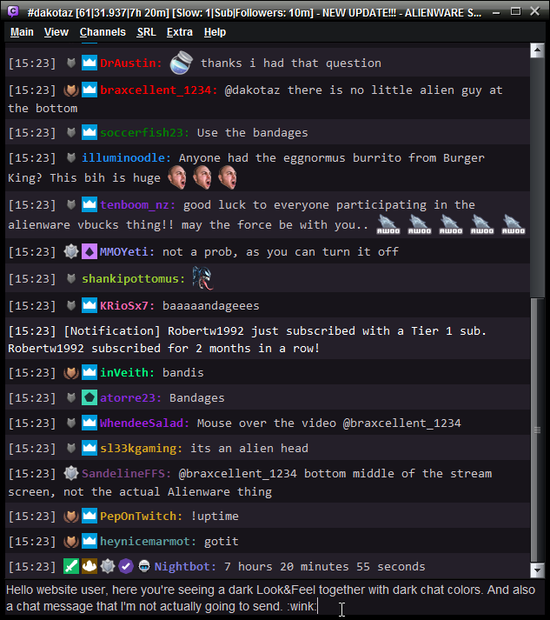 #dakotaz [61|31.937|7h 20m] [Slow: 1|Sub|Followers: 10m] - NEW UPDATE!!! - ALIENWARE S...
Main View Channels SRL Extra Help
[15:23] DrAustin: thanks i had that question
[15:23] braxcellent_1234: @dakotaz there is no little alien guy at
the bottom
[15:23] soccerfish23: Use the bandages
[15:23] illuminoodle: Anyone had the eggnormus burrito from Burger
King? This bih is huge
[15:23] tenboom_nz: good luck to everyone participating in the
alienware vbucks thing!! may the force be with you.. AWOO AWOO AWOO AWOO AWOO
[15:23] MMOYeti: not a prob, as you can turn it off
[15:23] shankipottomus:
[15:23] KRioSx7: baaaaandageees
[15:23] [Notification] Robertw1992 just subscribed with a Tier 1 sub.
Robertw1992 subscribed for 2 months in a row!
[15:23] inVeith: bandis
[15:23] atorre23: Bandages
[15:23] WhendeeSalad: Mouse over the video @braxcellent_1234
[15:23] sl33kgaming: its an alien head
[15:23] SandelineFFS: @braxcellent_1234 bottom middle of the stream
screen, not the actual Alienware thing
[15:23] PepOnTwitch: !uptime
[15:23] heynicemarmot: gotit
[15:23] Nightbot: 7 hours 20 minutes 55 seconds
Hello website user, here you're seeing a dark Look&Feel together with dark chat colors. And also
a chat message that I'm not actually going to send. :wink: